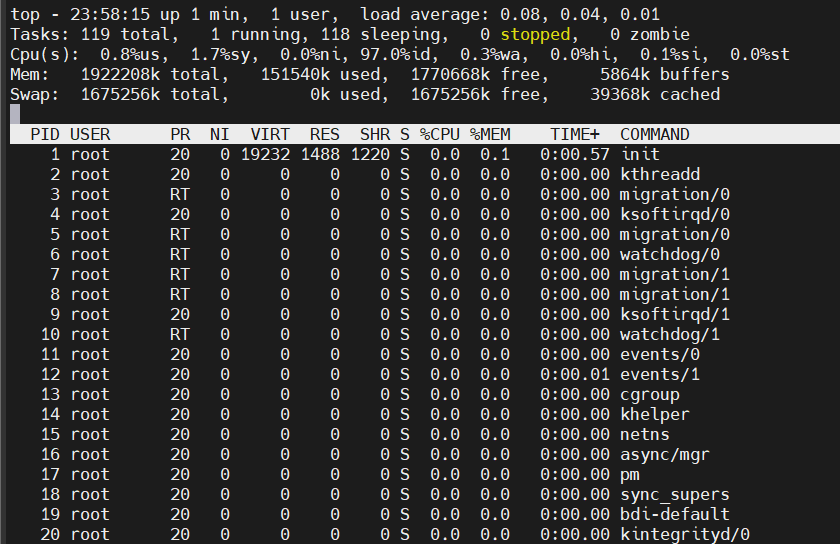 top - 23:58:15 up 1 min,  1 user,  load average: 0.08, 0.04, 0.01
Tasks: 119 total,   1 running, 118 sleeping,   0 stopped,   0 zombie
Cpu(s):  0.8%us,  1.7%sy,  0.0%ni, 97.0%id,  0.3%wa,  0.0%hi,  0.1%si,  0.0%st
Mem:   1922208k total,   151540k used,  1770668k free,     5864k buffers
Swap:  1675256k total,        0k used,  1675256k free,    39368k cached
  PID USER      PR  NI  VIRT  RES  SHR S %CPU %MEM    TIME+  COMMAND
    1 root      20   0 19232 1488 1220 S  0.0  0.1   0:00.57 init
    2 root      20   0     0    0    0 S  0.0  0.0   0:00.00 kthreadd
    3 root      RT   0     0    0    0 S  0.0  0.0   0:00.00 migration/0
    4 root      20   0     0    0    0 S  0.0  0.0   0:00.00 ksoftirqd/0
    5 root      RT   0     0    0    0 S  0.0  0.0   0:00.00 migration/0
    6 root      RT   0     0    0    0 S  0.0  0.0   0:00.00 watchdog/0
    7 root      RT   0     0    0    0 S  0.0  0.0   0:00.00 migration/1
    8 root      RT   0     0    0    0 S  0.0  0.0   0:00.00 migration/1
    9 root      20   0     0    0    0 S  0.0  0.0   0:00.00 ksoftirqd/1
   10 root      RT   0     0    0    0 S  0.0  0.0   0:00.00 watchdog/1
   11 root      20   0     0    0    0 S  0.0  0.0   0:00.00 events/0
   12 root      20   0     0    0    0 S  0.0  0.0   0:00.01 events/1
   13 root      20   0     0    0    0 S  0.0  0.0   0:00.00 cgroup
   14 root      20   0     0    0    0 S  0.0  0.0   0:00.00 khelper
   15 root      20   0     0    0    0 S  0.0  0.0   0:00.00 netns
   16 root      20   0     0    0    0 S  0.0  0.0   0:00.00 async/mgr
   17 root      20   0     0    0    0 S  0.0  0.0   0:00.00 pm
   18 root      20   0     0    0    0 S  0.0  0.0   0:00.00 sync_supers
   19 root      20   0     0    0    0 S  0.0  0.0   0:00.00 bdi-default
   20 root      20   0     0    0    0 S  0.0  0.0   0:00.00 kintegrityd/0